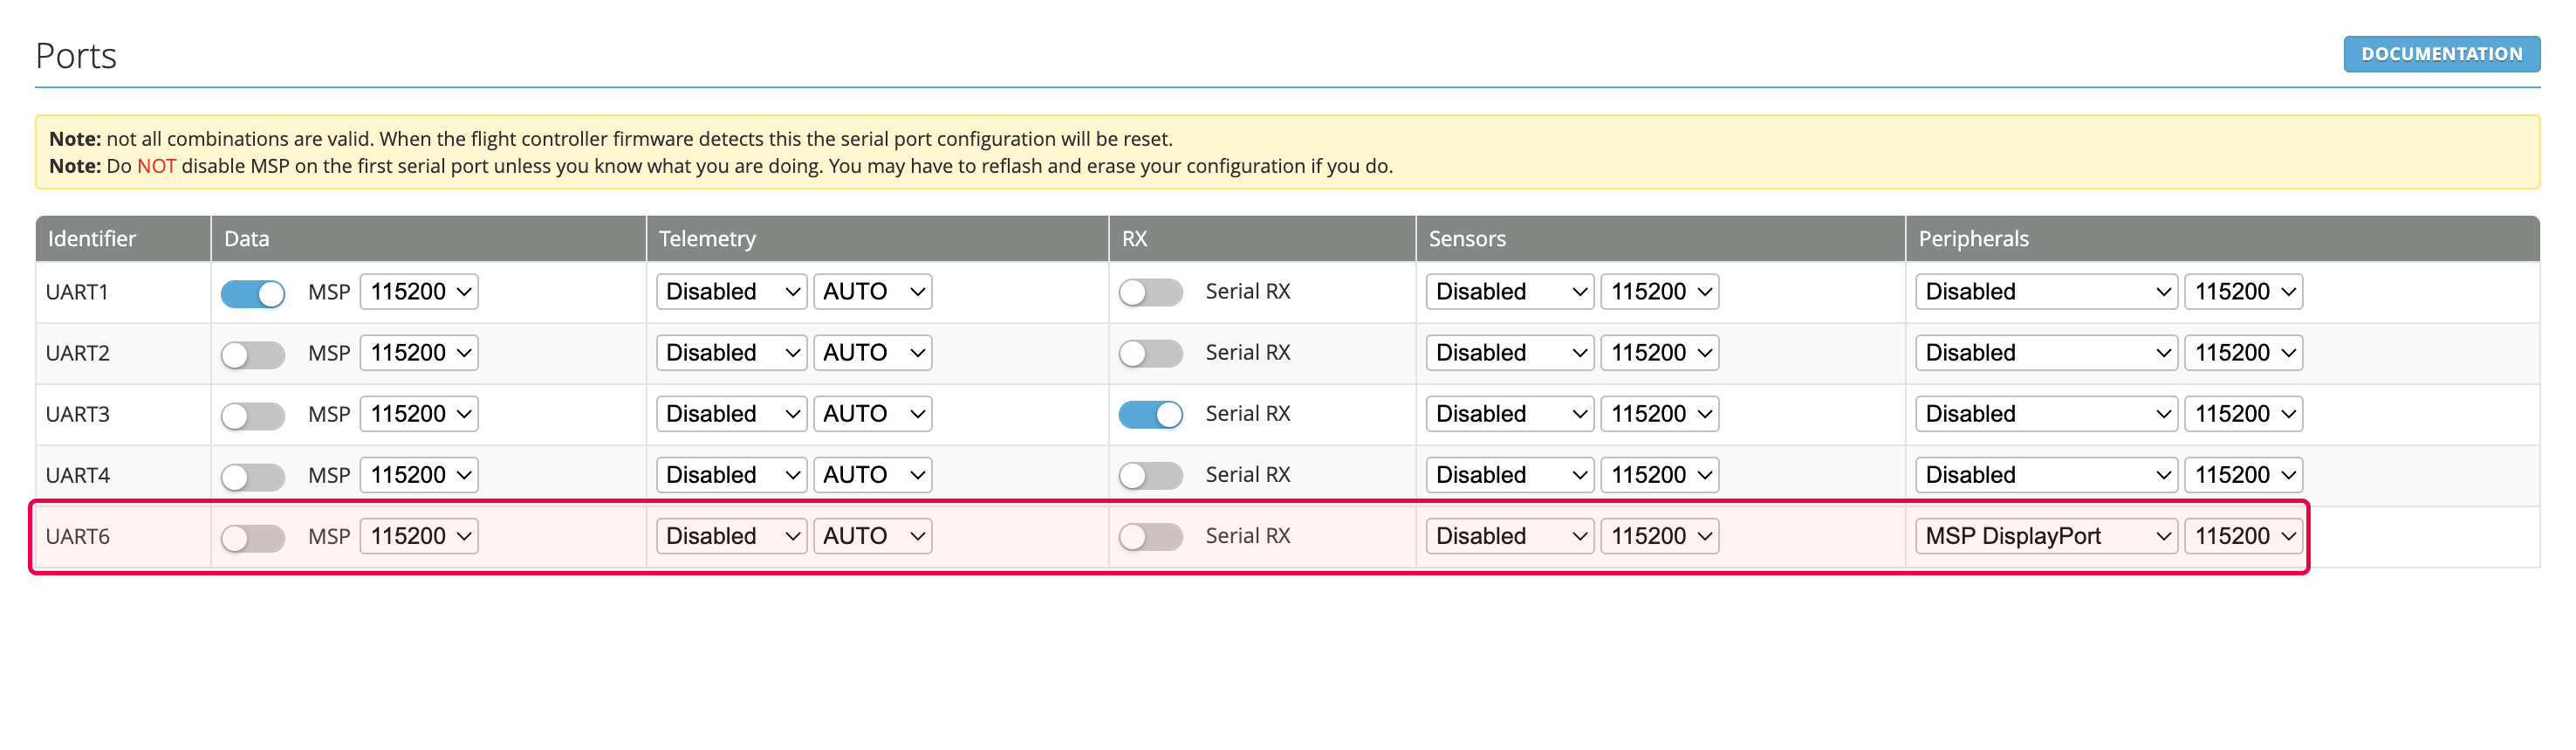 Ports
DOCUMENTATION
Note: not all combinations are valid. When the flight controller firmware detects this the serial port configuration will be reset.
Note: Do NOT disable MSP on the first serial port unless you know what you are doing. You may have to reflash and erase your configuration if you do.
Identifier Data Telemetry RX Sensors Peripherals
UART1 MSP 115200 Disabled AUTO Serial RX Disabled 115200 Disabled 115200
UART2 MSP 115200 Disabled AUTO Serial RX Disabled 115200 Disabled 115200
UART3 MSP 115200 Disabled AUTO Serial RX Disabled 115200 Disabled 115200
UART4 MSP 115200 Disabled AUTO Serial RX Disabled 115200 Disabled 115200
UART6 MSP 115200 Disabled AUTO Serial RX Disabled 115200 MSP DisplayPort 115200